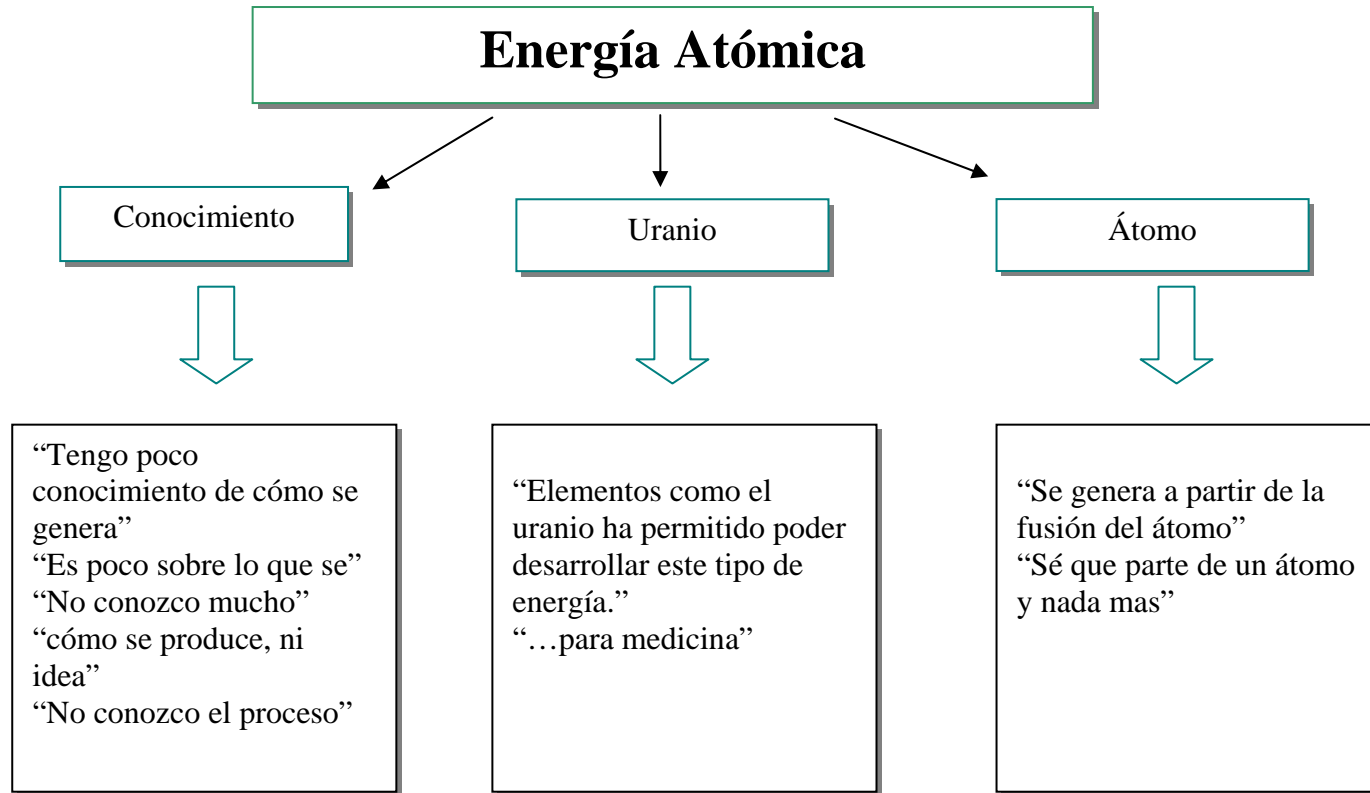 Energía Atómica
Conocimiento
Uranio
Átomo
“Tengo poco
conocimiento de cómo se
genera”
“Es poco sobre lo que se”
“No conozco mucho”
“cómo se produce, ni
idea”
“No conozco el proceso”
“Elementos como el
uranio ha permitido poder
desarrollar este tipo de
energía.”
“…para medicina”
“Se genera a partir de la
fusión del átomo”
“Sé que parte de un átomo
y nada mas”